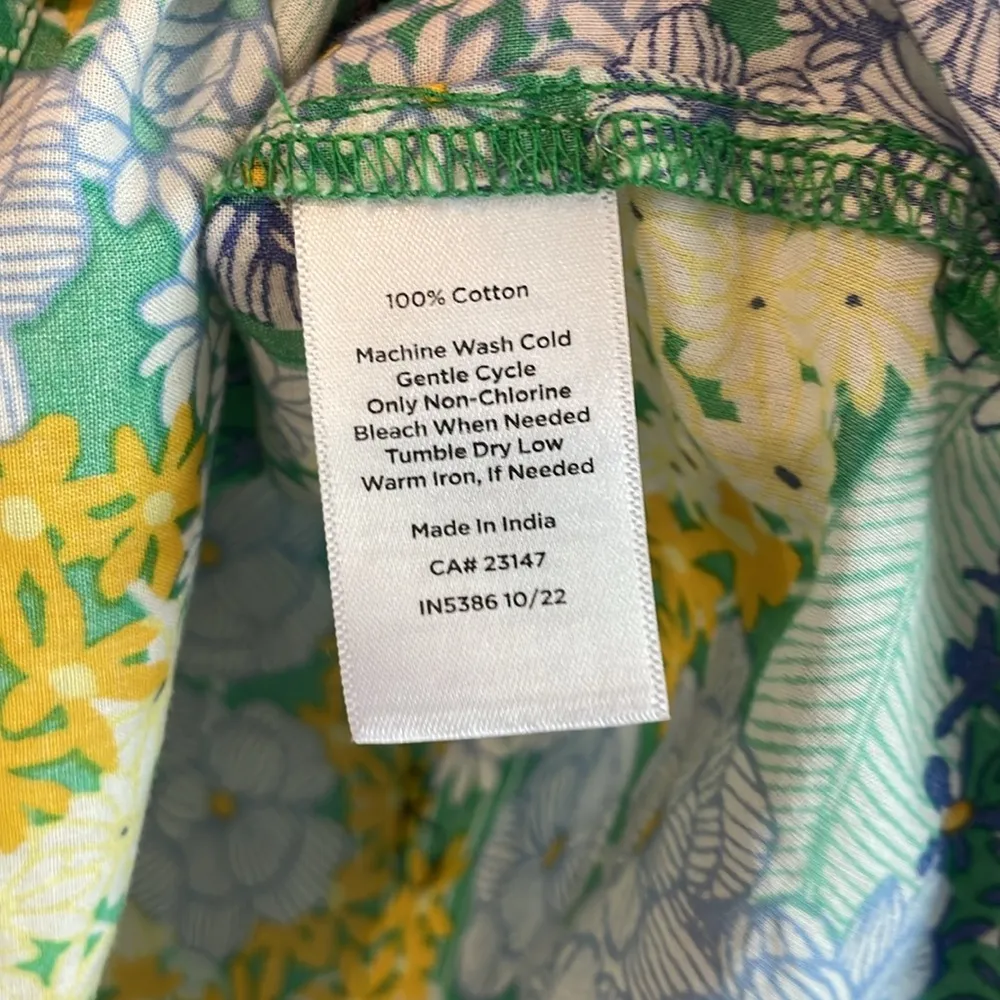 100% Cotton
Machine Wash Cold
Gentle Cycle
Only Non-Chlorine
Bleach When Needed
Tumble Dry Low
Warm Iron, If Needed
Made In India
CA# 23147
IN5386 10/22